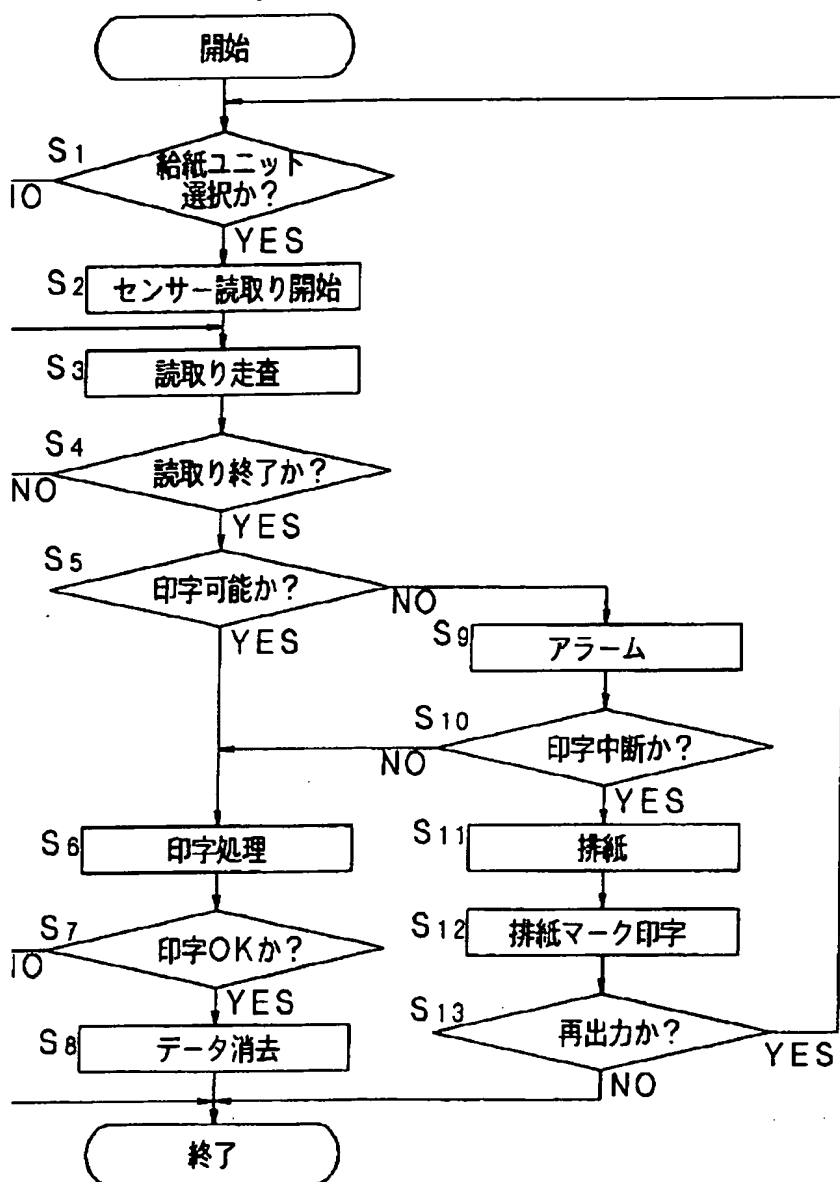 開始
S1
給紙ユニット
選択か?
IO
YES
S2
センサー読取り開始
S3
読取り走査
S4
読取り終了か?
NO
YES
S5
印字可能か?
NO
YES
S9
アラーム
S10
印字中断か?
NO
YES
S6
印字処理
S11
排紙
S7
印字OKか?
IO
YES
S12
排紙マーク印字
S13
再出力か?
YES
NO
S8
データ消去
終了